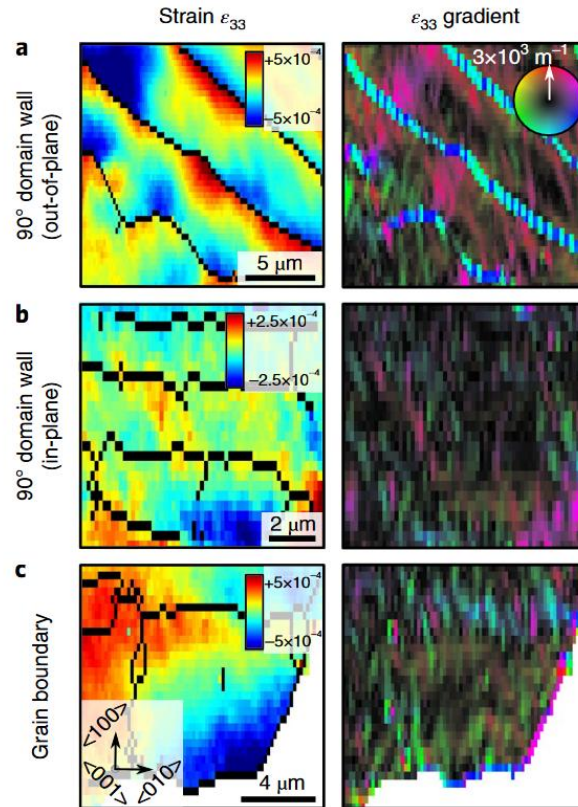 Strain ε33
ε33 gradient
a
90° domain wall
(out-of-plane)
+5×10−4
−5×10−4
5 μm
3×10³ m−1
b
90° domain wall
(in-plane)
+2.5×10−4
−2.5×10−4
2 μm
c
Grain boundary
+5×10−4
−5×10−4
<100>
<001>
<010>
4 μm